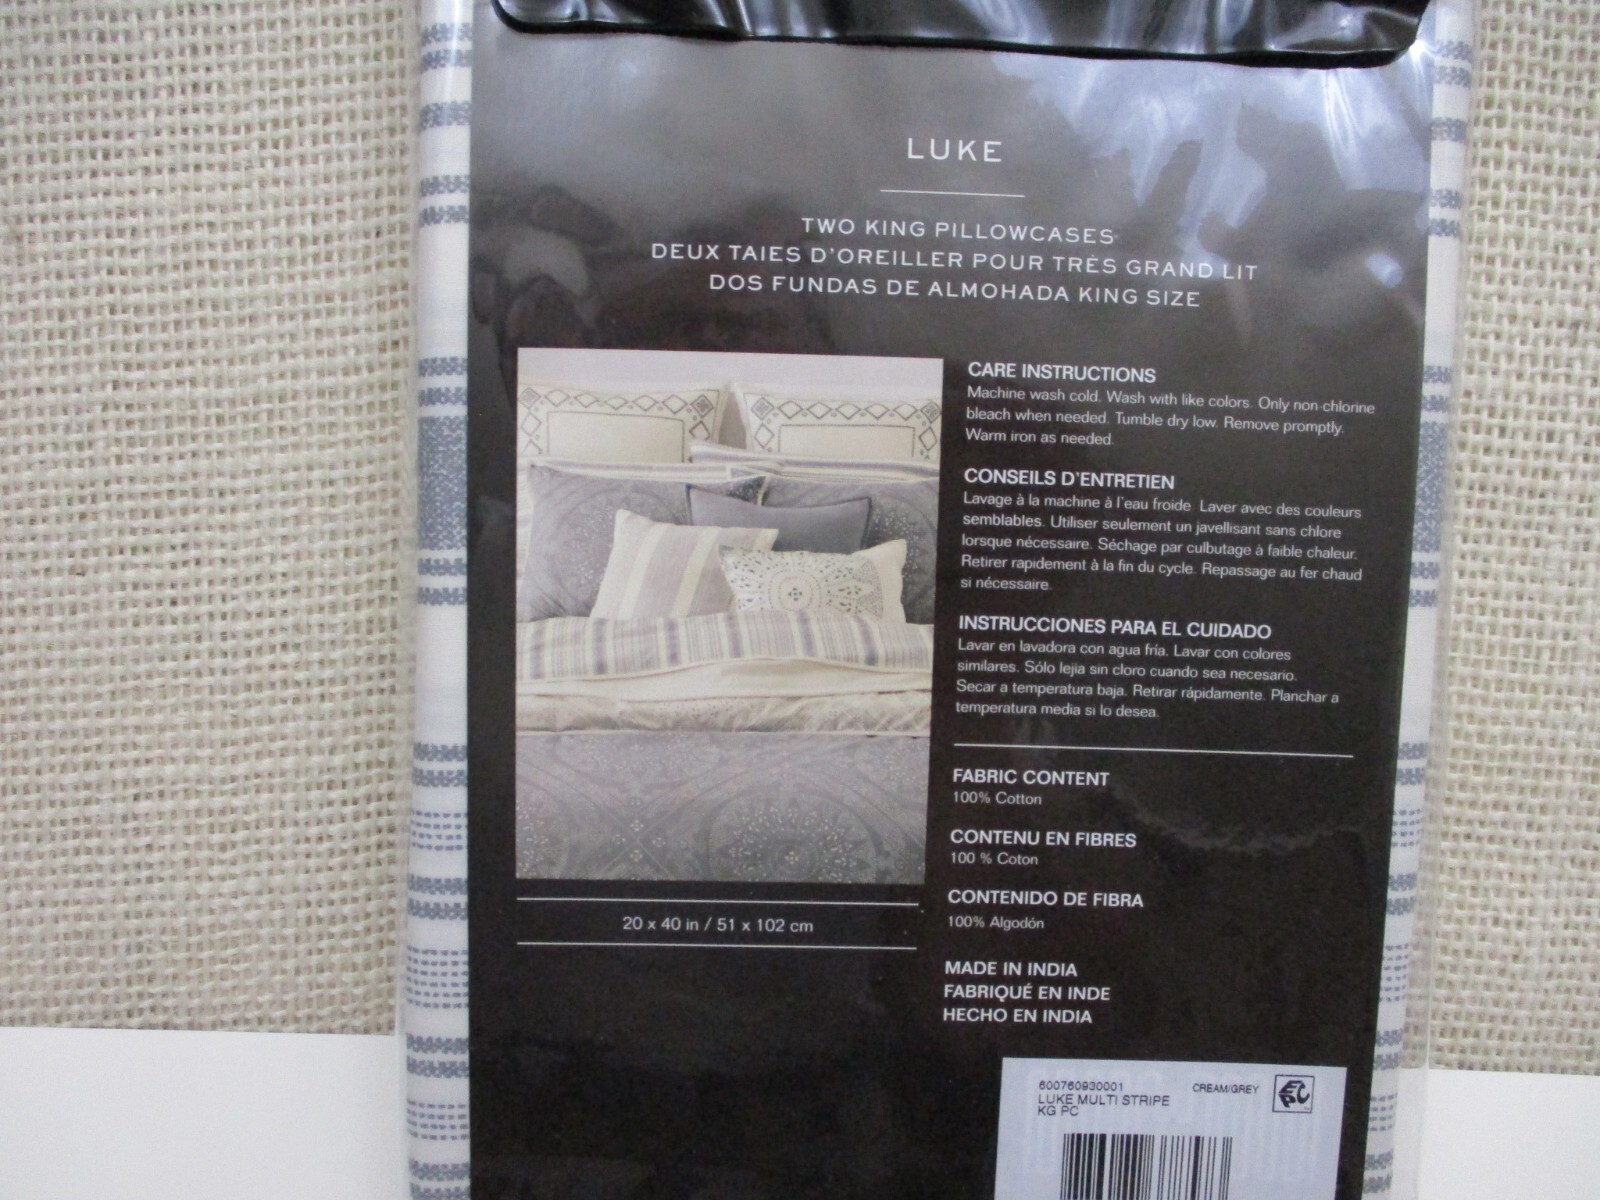 LUKE
TWO KING PILLOWCASES
DEUX TAIES D'OREILLER POUR TRÈS GRAND LIT
DOS FUNDAS DE ALMOHADA KING SIZE
CARE INSTRUCTIONS
Machine wash cold. Wash with like colors. Only non-chlorine
bleach when needed. Tumble dry low. Remove promptly.
Warm iron as needed.
CONSEILS D'ENTRETIEN
Lavage à la machine à l'eau froide. Laver avec des couleurs
semblables. Utiliser seulement un javellisant sans chlore
lorsque nécessaire. Séchage par culbutage à faible chaleur.
Retirer rapidement à la fin du cycle. Repassage au fer chaud
si nécessaire.
INSTRUCCIONES PARA EL CUIDADO
Lavar en lavadora con agua fría. Lavar con colores
similares. Sólo lejia sin cloro cuando sea necesario.
Secar a temperatura baja. Retirar rápidamente. Planchar a
temperatura media si lo desea.
FABRIC CONTENT
100% Cotton
CONTENU EN FIBRES
100 % Coton
CONTENIDO DE FIBRA
100% Algodón
20 x 40 in / 51 x 102 cm
MADE IN INDIA
FABRIQUÉ EN INDE
HECHO EN INDIA
600760930001 CREAM/GREY
LUKE MULTI STRIPE
KG PC